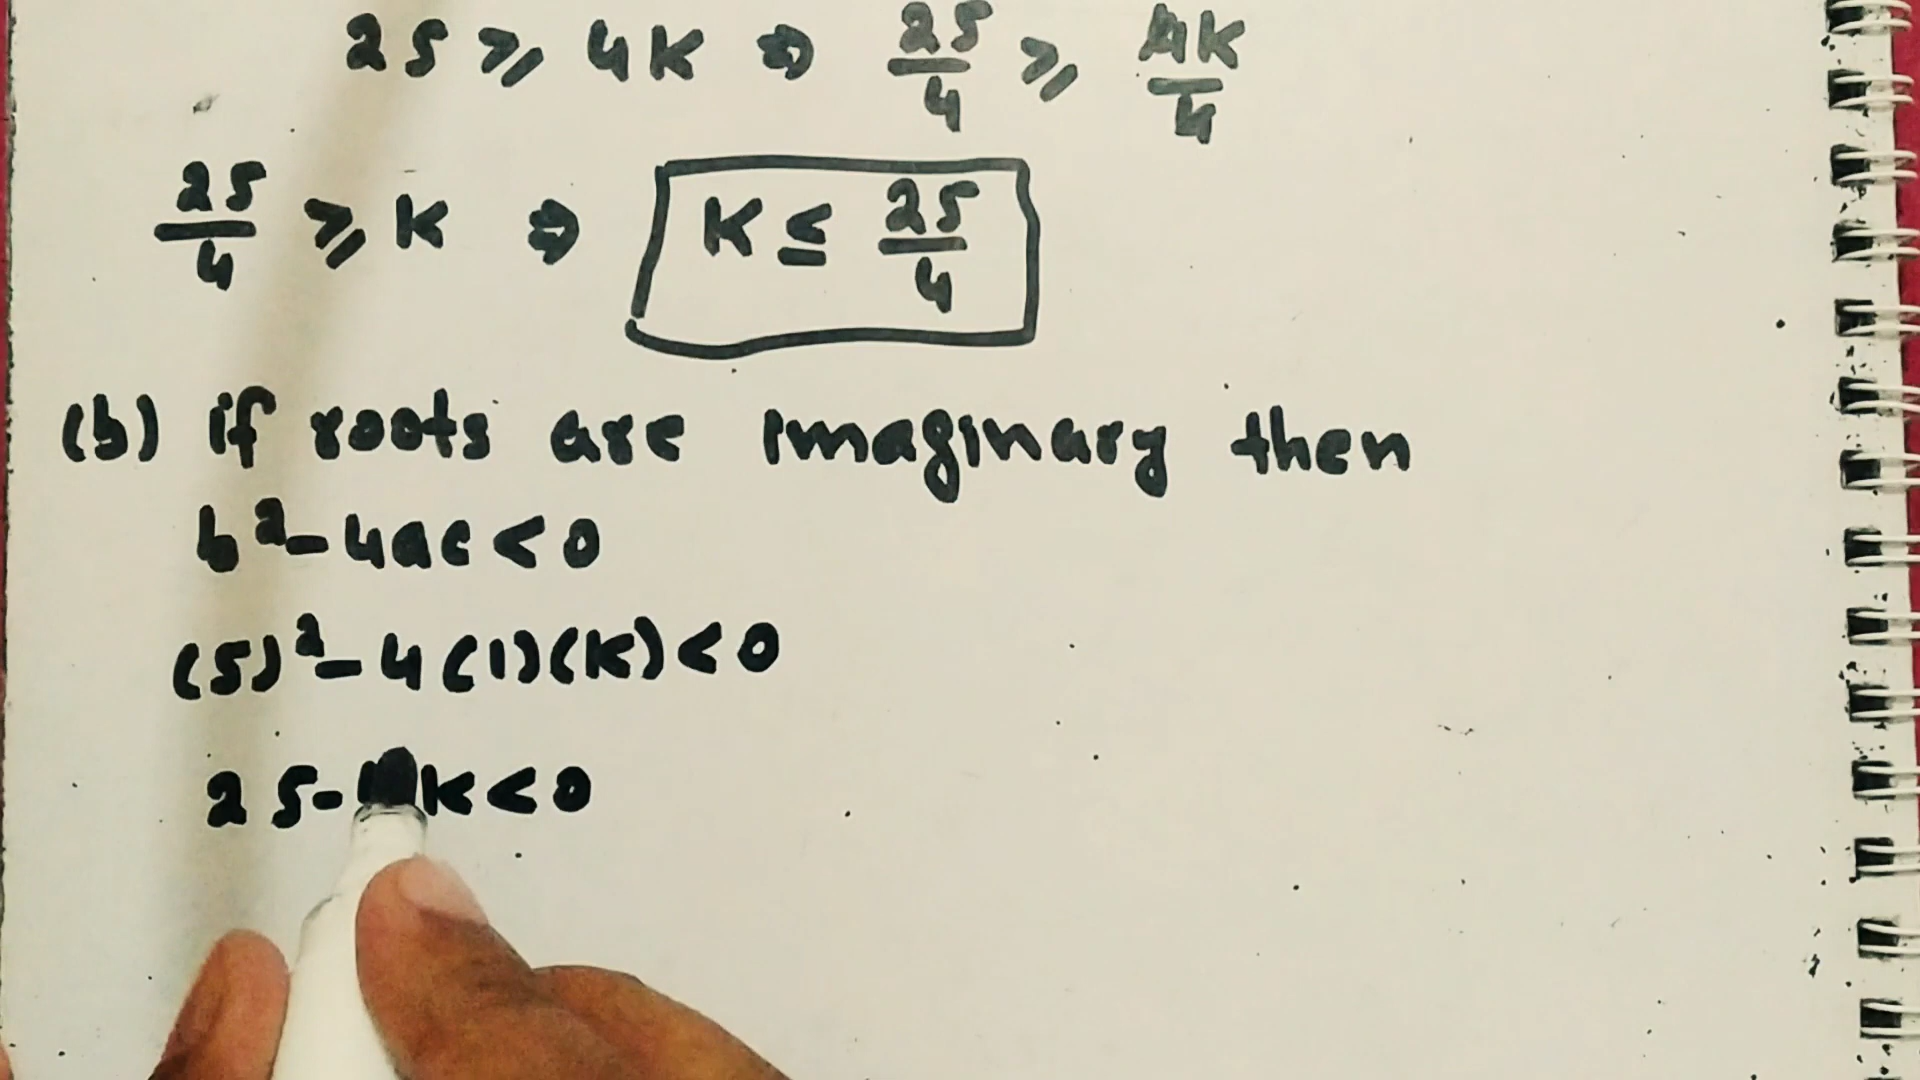 25 ≥ 4K ⇒ 25/4 ≥ 4K/4
25/4 ≥ K ⇒ K ≤ 25/4
(b) if roots are imaginary then
b²-4ac<0
(5)²-4(1)(K)<0
25- K<0